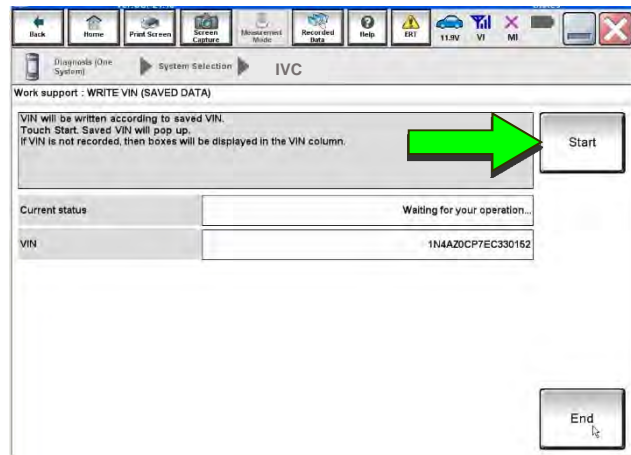 Back
Home
Print Screen
Screen Capture
Measurement Mode
Recorded Data
Help
ERT
11.9V
VI
MI
Diagnosis (One System)
System Selection
IVC
Work support : WRITE VIN (SAVED DATA)
VIN will be written according to saved VIN.
Touch Start. Saved VIN will pop up.
If VIN is not recorded, then boxes will be displayed in the VIN column.
Start
Current status
Waiting for your operation...
VIN
1N4AZ0CP7EC330152
End